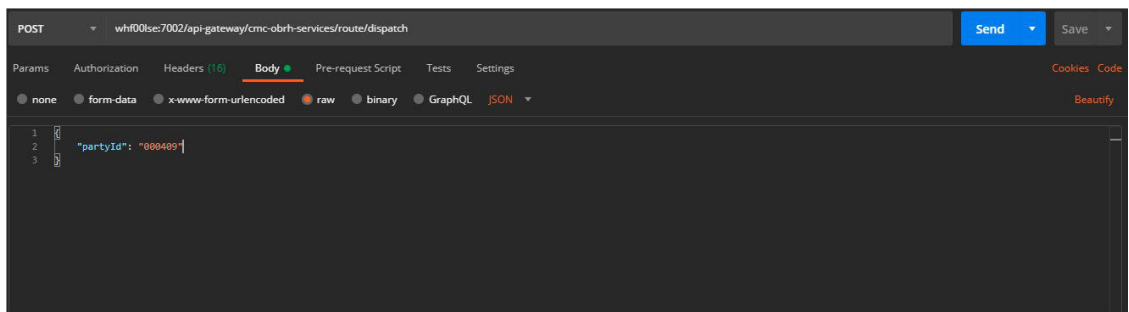 POST whf00lse:7002/api-gateway/cmc-obrh-services/route/dispatch Send Save
Params Authorization Headers (16) Body Pre-request Script Tests Settings Cookies Code
none form-data x-www-form-urlencoded raw binary GraphQL JSON Beautify
1 {
2 "partyId": "000409"
3 }